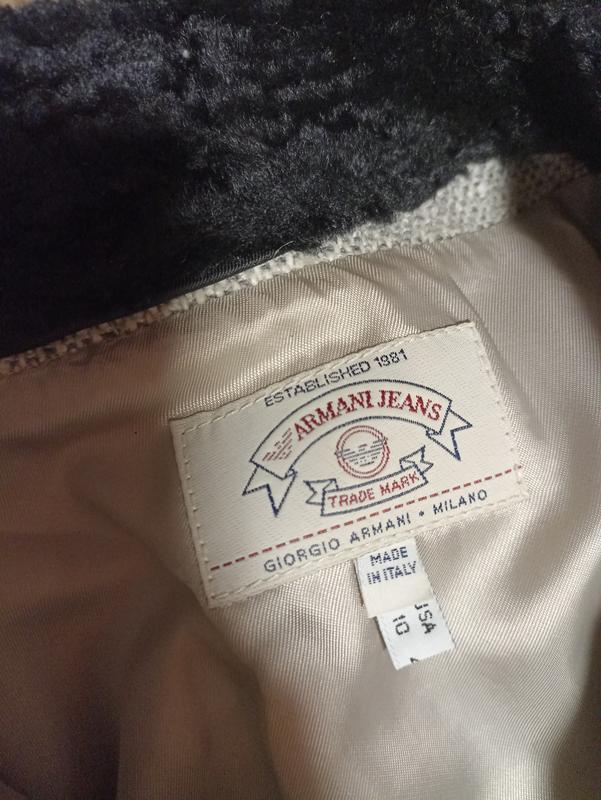 ESTABLISHED 1981
ARMANI JEANS
TRADE MARK
GIORGIO ARMANI • MILANO
MADE
IN ITALY
USA
10